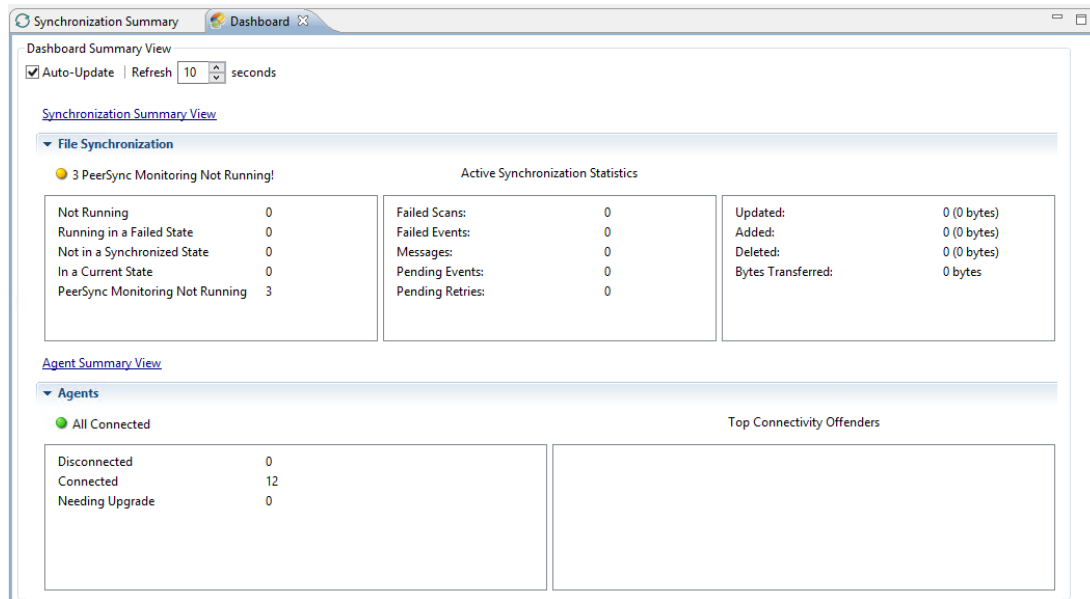 Synchronization Summary Dashboard
Dashboard Summary View
Auto-Update | Refresh 10 seconds
Synchronization Summary View
File Synchronization
3 PeerSync Monitoring Not Running!
Active Synchronization Statistics
Not Running 0
Running in a Failed State 0
Not in a Synchronized State 0
In a Current State 0
PeerSync Monitoring Not Running 3
Failed Scans: 0
Failed Events: 0
Messages: 0
Pending Events: 0
Pending Retries: 0
Updated: 0 (0 bytes)
Added: 0 (0 bytes)
Deleted: 0 (0 bytes)
Bytes Transferred: 0 bytes
Agent Summary View
Agents
All Connected
Top Connectivity Offenders
Disconnected 0
Connected 12
Needing Upgrade 0